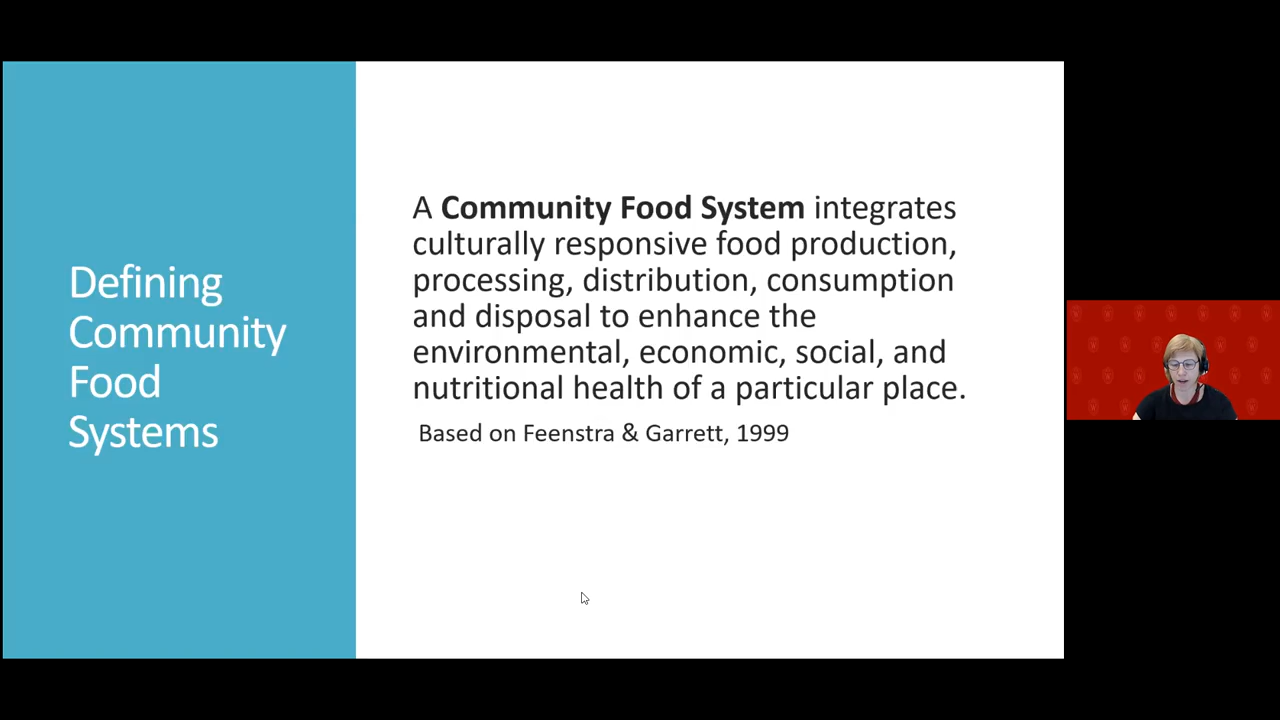 Defining
Community
Food
Systems
A Community Food System integrates
culturally responsive food production,
processing, distribution, consumption
and disposal to enhance the
environmental, economic, social, and
nutritional health of a particular place.
Based on Feenstra & Garrett, 1999